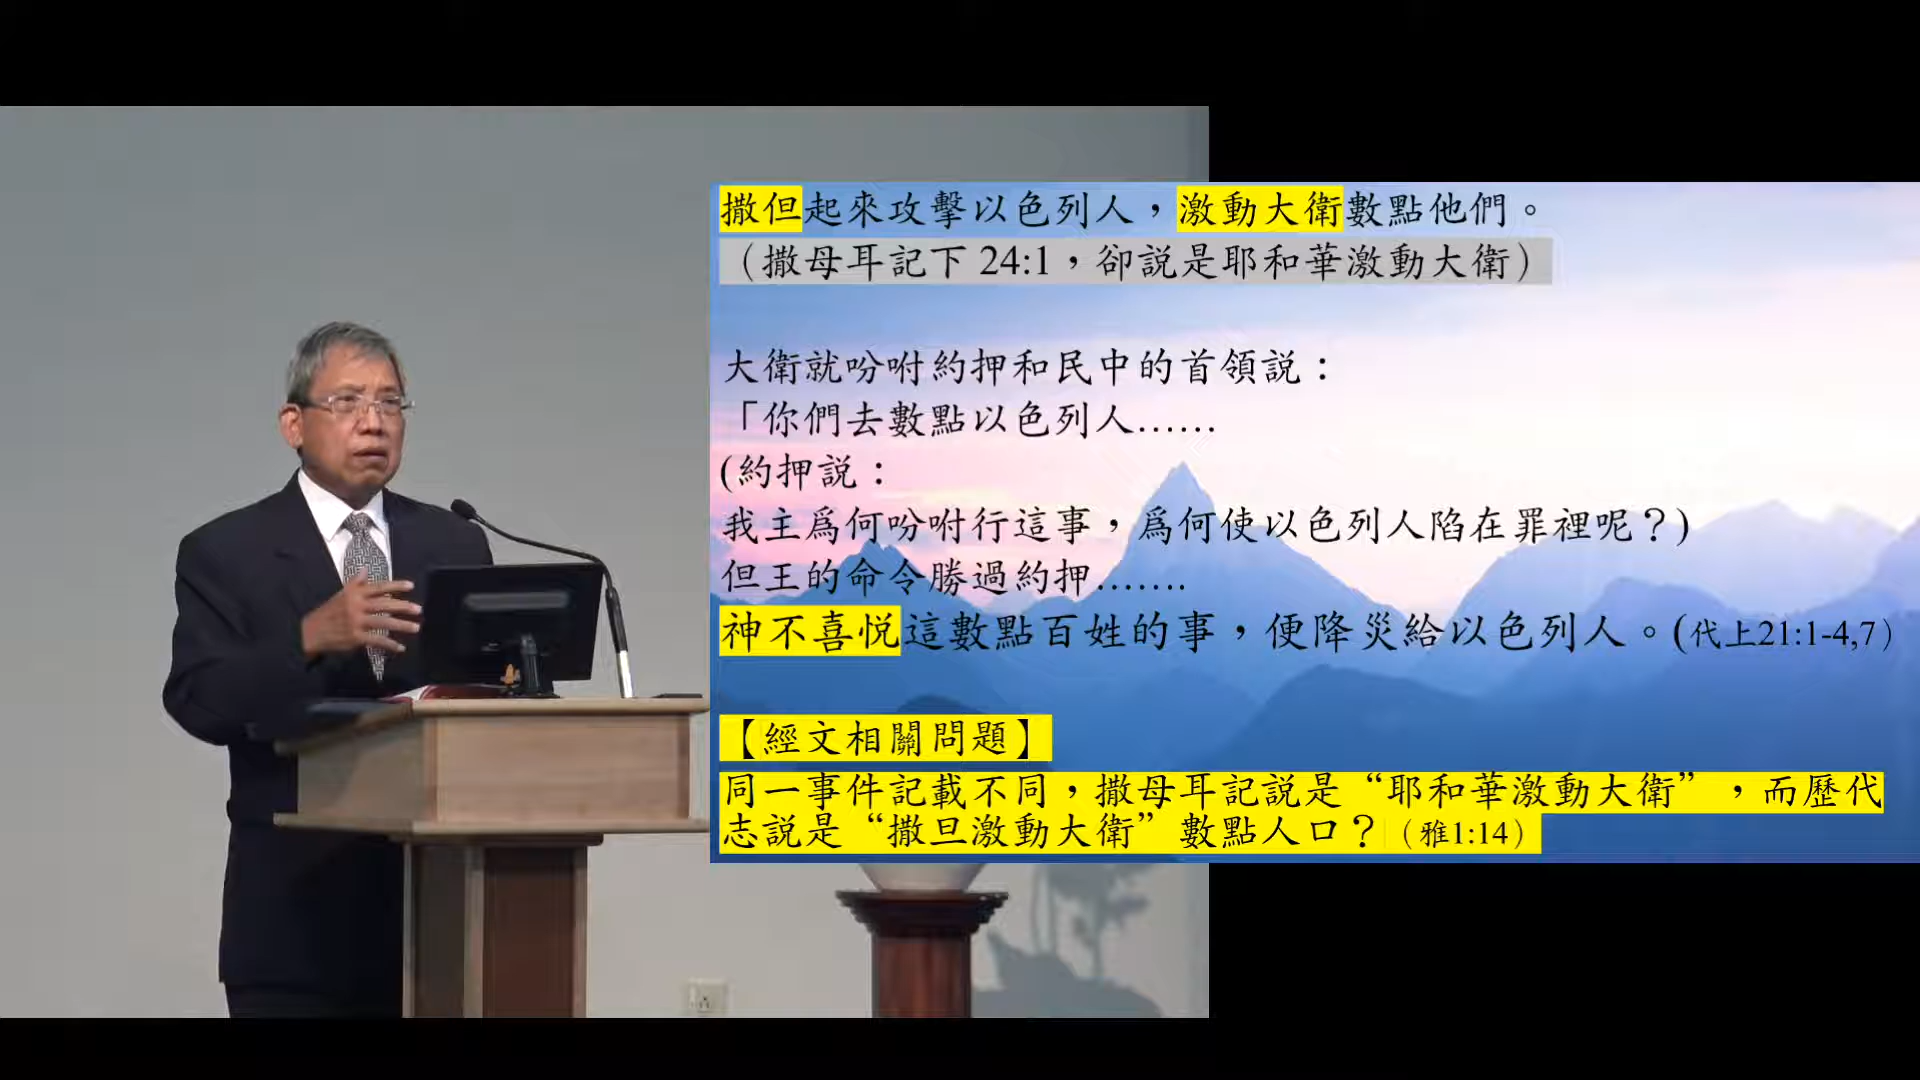 撒但起來攻擊以色列人，激動大衛數點他們。
（撒母耳記下 24:1，卻説是耶和華激動大衛）
大衛就吩咐約押和民中的首領説：
「你們去數點以色列人……
(約押説：
我主爲何吩咐行這事，爲何使以色列人陷在罪裡呢？)
但王的命令勝過約押…….
神不喜悦這數點百姓的事，便降災給以色列人。(代上21:1-4,7）
【經文相關問題】
同一事件記載不同，撒母耳記説是“耶和華激動大衛”，而歷代
志説是“撒旦激動大衛”數點人口？（雅1:14）